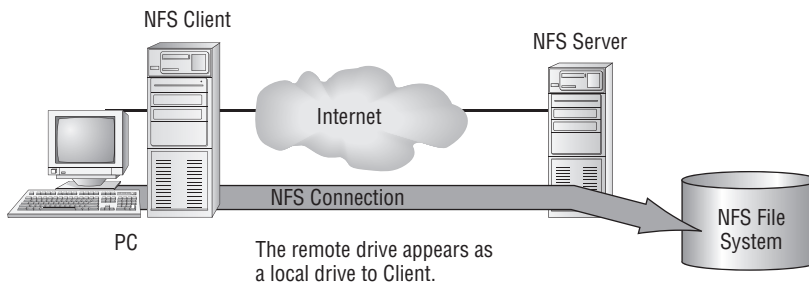 NFS Client
NFS Server
Internet
NFS Connection
PC
NFS File
System
The remote drive appears as
a local drive to Client.